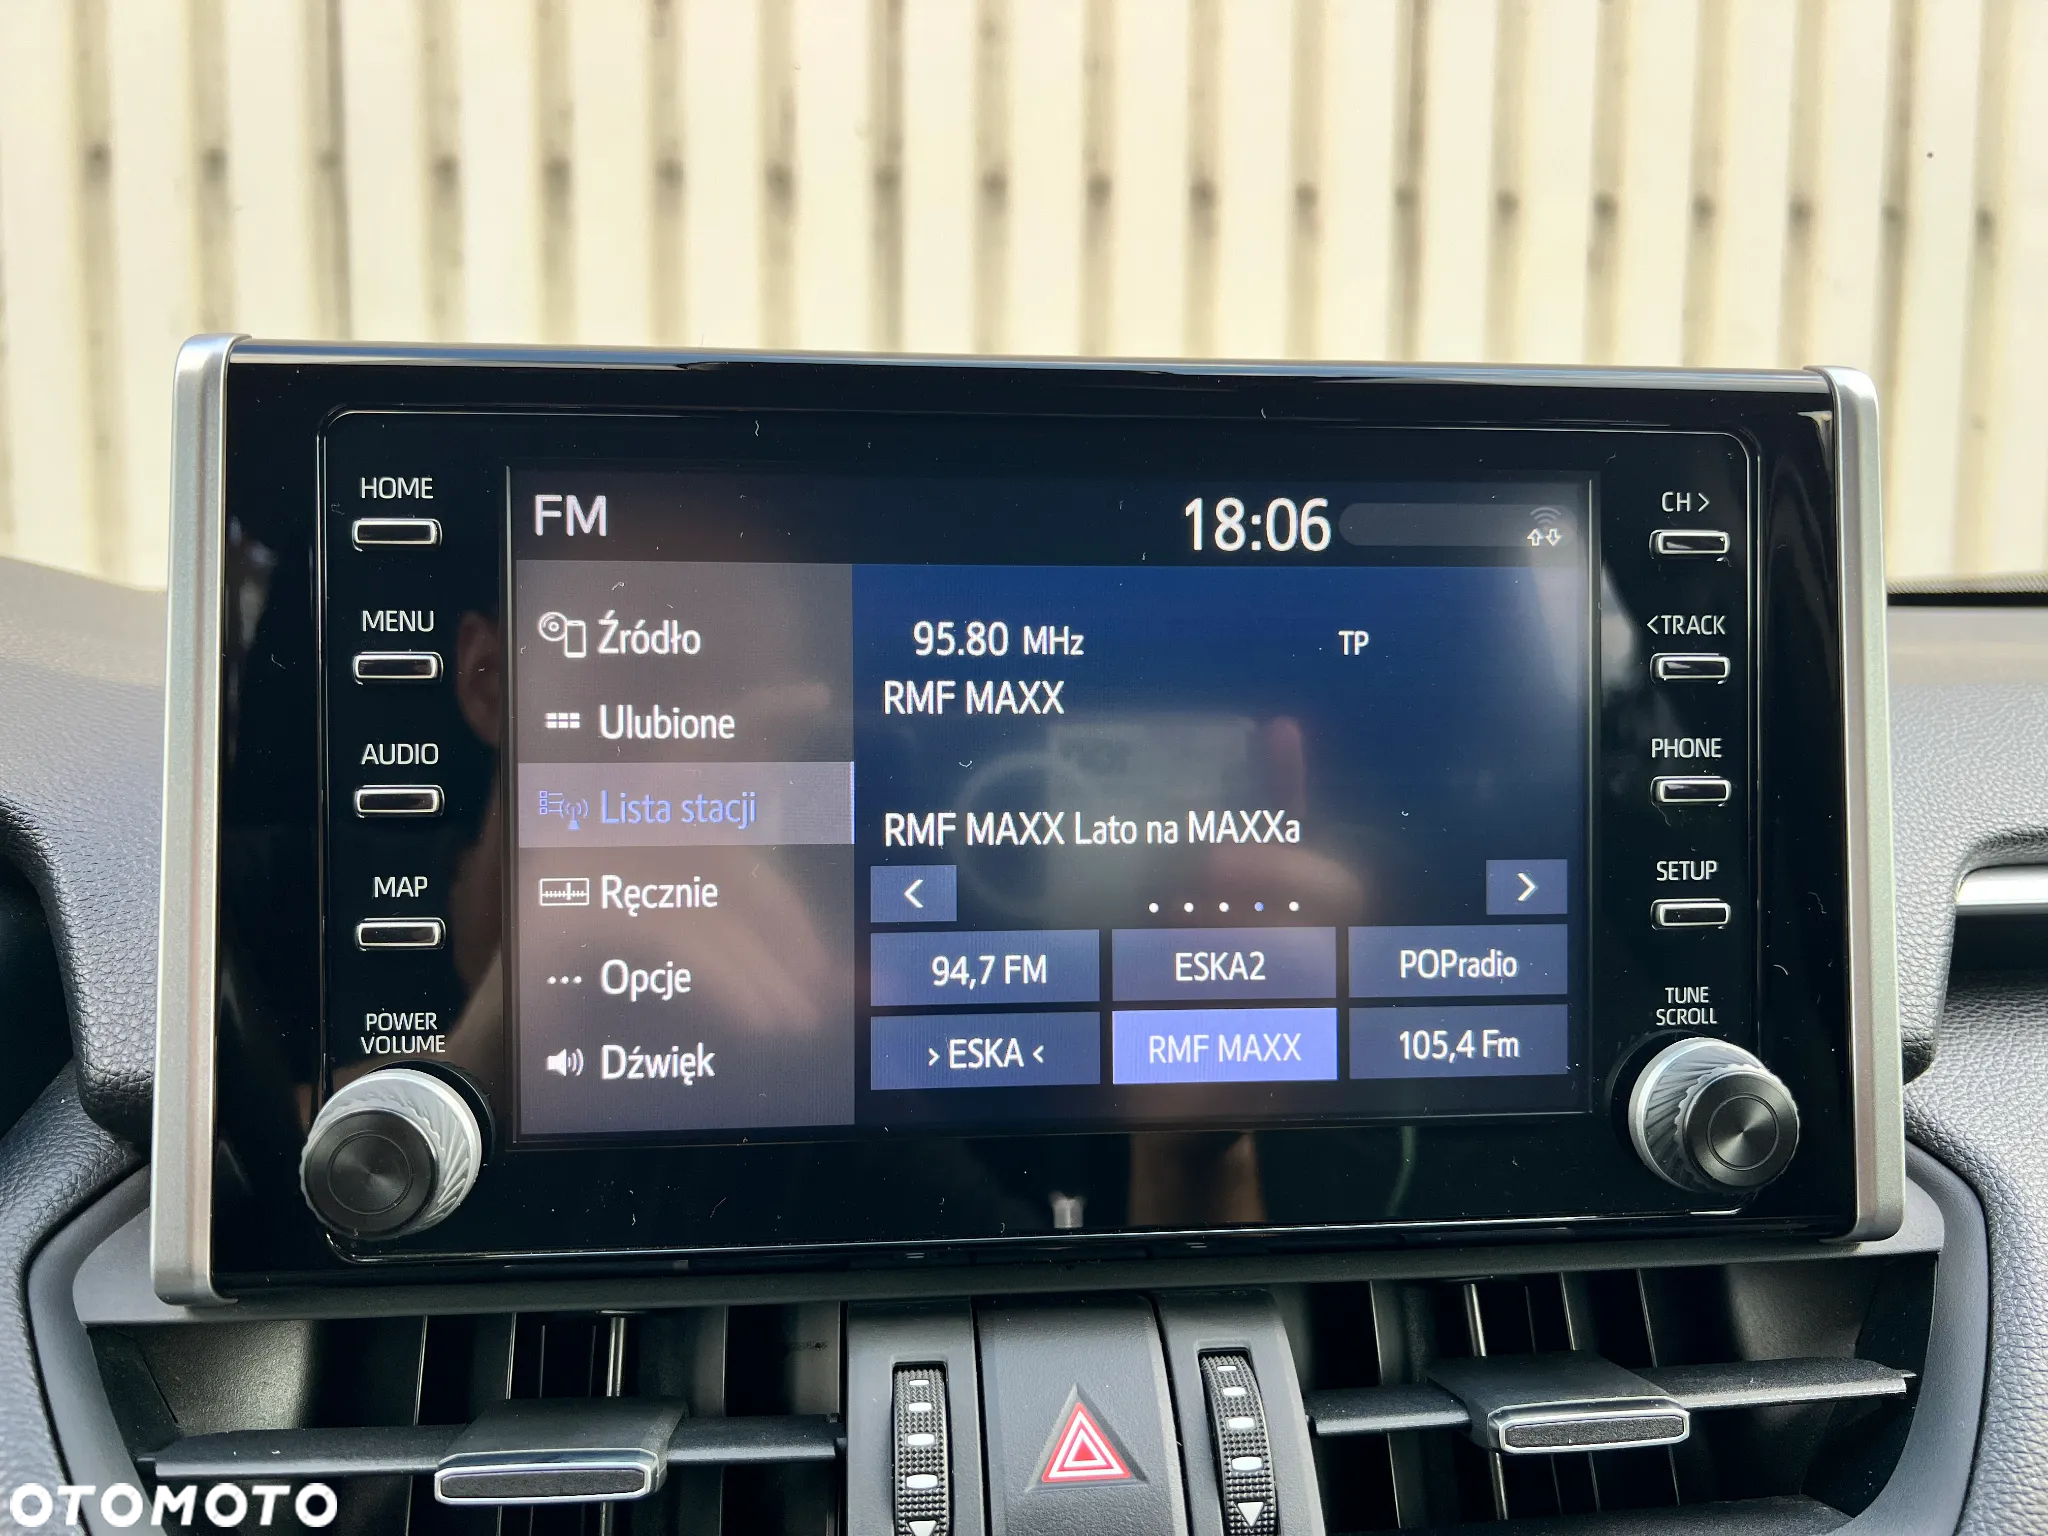 HOME
MENU
AUDIO
MAP
POWER
VOLUME
FM
18:06
Źródło
Ulubione
Lista stacji
Ręcznie
Opcje
Dźwięk
95.80 MHz
TP
RMF MAXX
RMF MAXX Lato na MAXXa
<
>
94,7 FM
ESKA2
POPradio
› ESKA ‹
RMF MAXX
105,4 Fm
CH >
<TRACK
PHONE
SETUP
TUNE
SCROLL
OTOMOTO